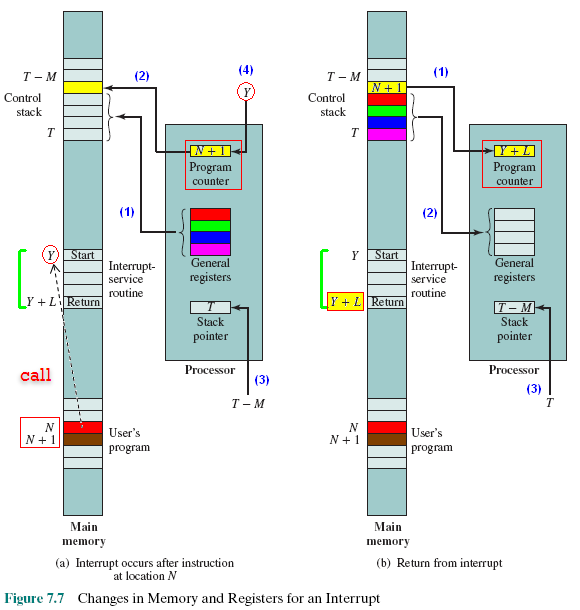 (2)
(4)
T – M
Y
Control
stack
T
N + 1
Program
counter
(1)
Y
Start
Interrupt-
service
routine
Y + L
Return
General
registers
T
Stack
pointer
Processor
(3)
T – M
call
N
N + 1
User's
program
Main
memory
(a) Interrupt occurs after instruction
at location N
(1)
T – M
N + 1
Control
stack
T
Y + L
Program
counter
(2)
Y
Start
Interrupt-
service
routine
Y + L
Return
General
registers
T – M
Stack
pointer
Processor
(3)
T
N
N + 1
User's
program
Main
memory
(b) Return from interrupt
Figure 7.7 Changes in Memory and Registers for an Interrupt